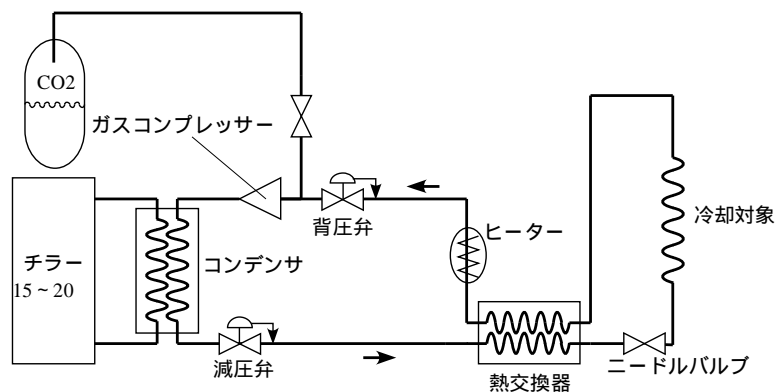 CO2
ガスコンプレッサー
背圧弁
ヒーター
冷却対象
チラー
15～20
コンデンサ
減圧弁
熱交換器
ニードルバルブ